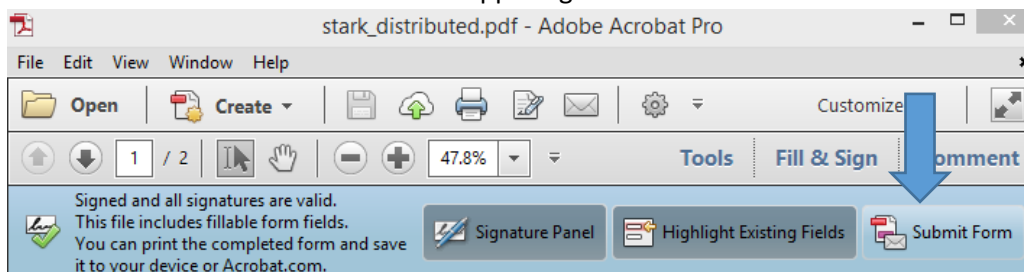 stark_distributed.pdf - Adobe Acrobat Pro
File Edit View Window Help
Open Create Customize
1 / 2 47.8% Tools Fill & Sign Comment
Signed and all signatures are valid.
This file includes fillable form fields.
You can print the completed form and save
it to your device or Acrobat.com.
Signature Panel Highlight Existing Fields Submit Form